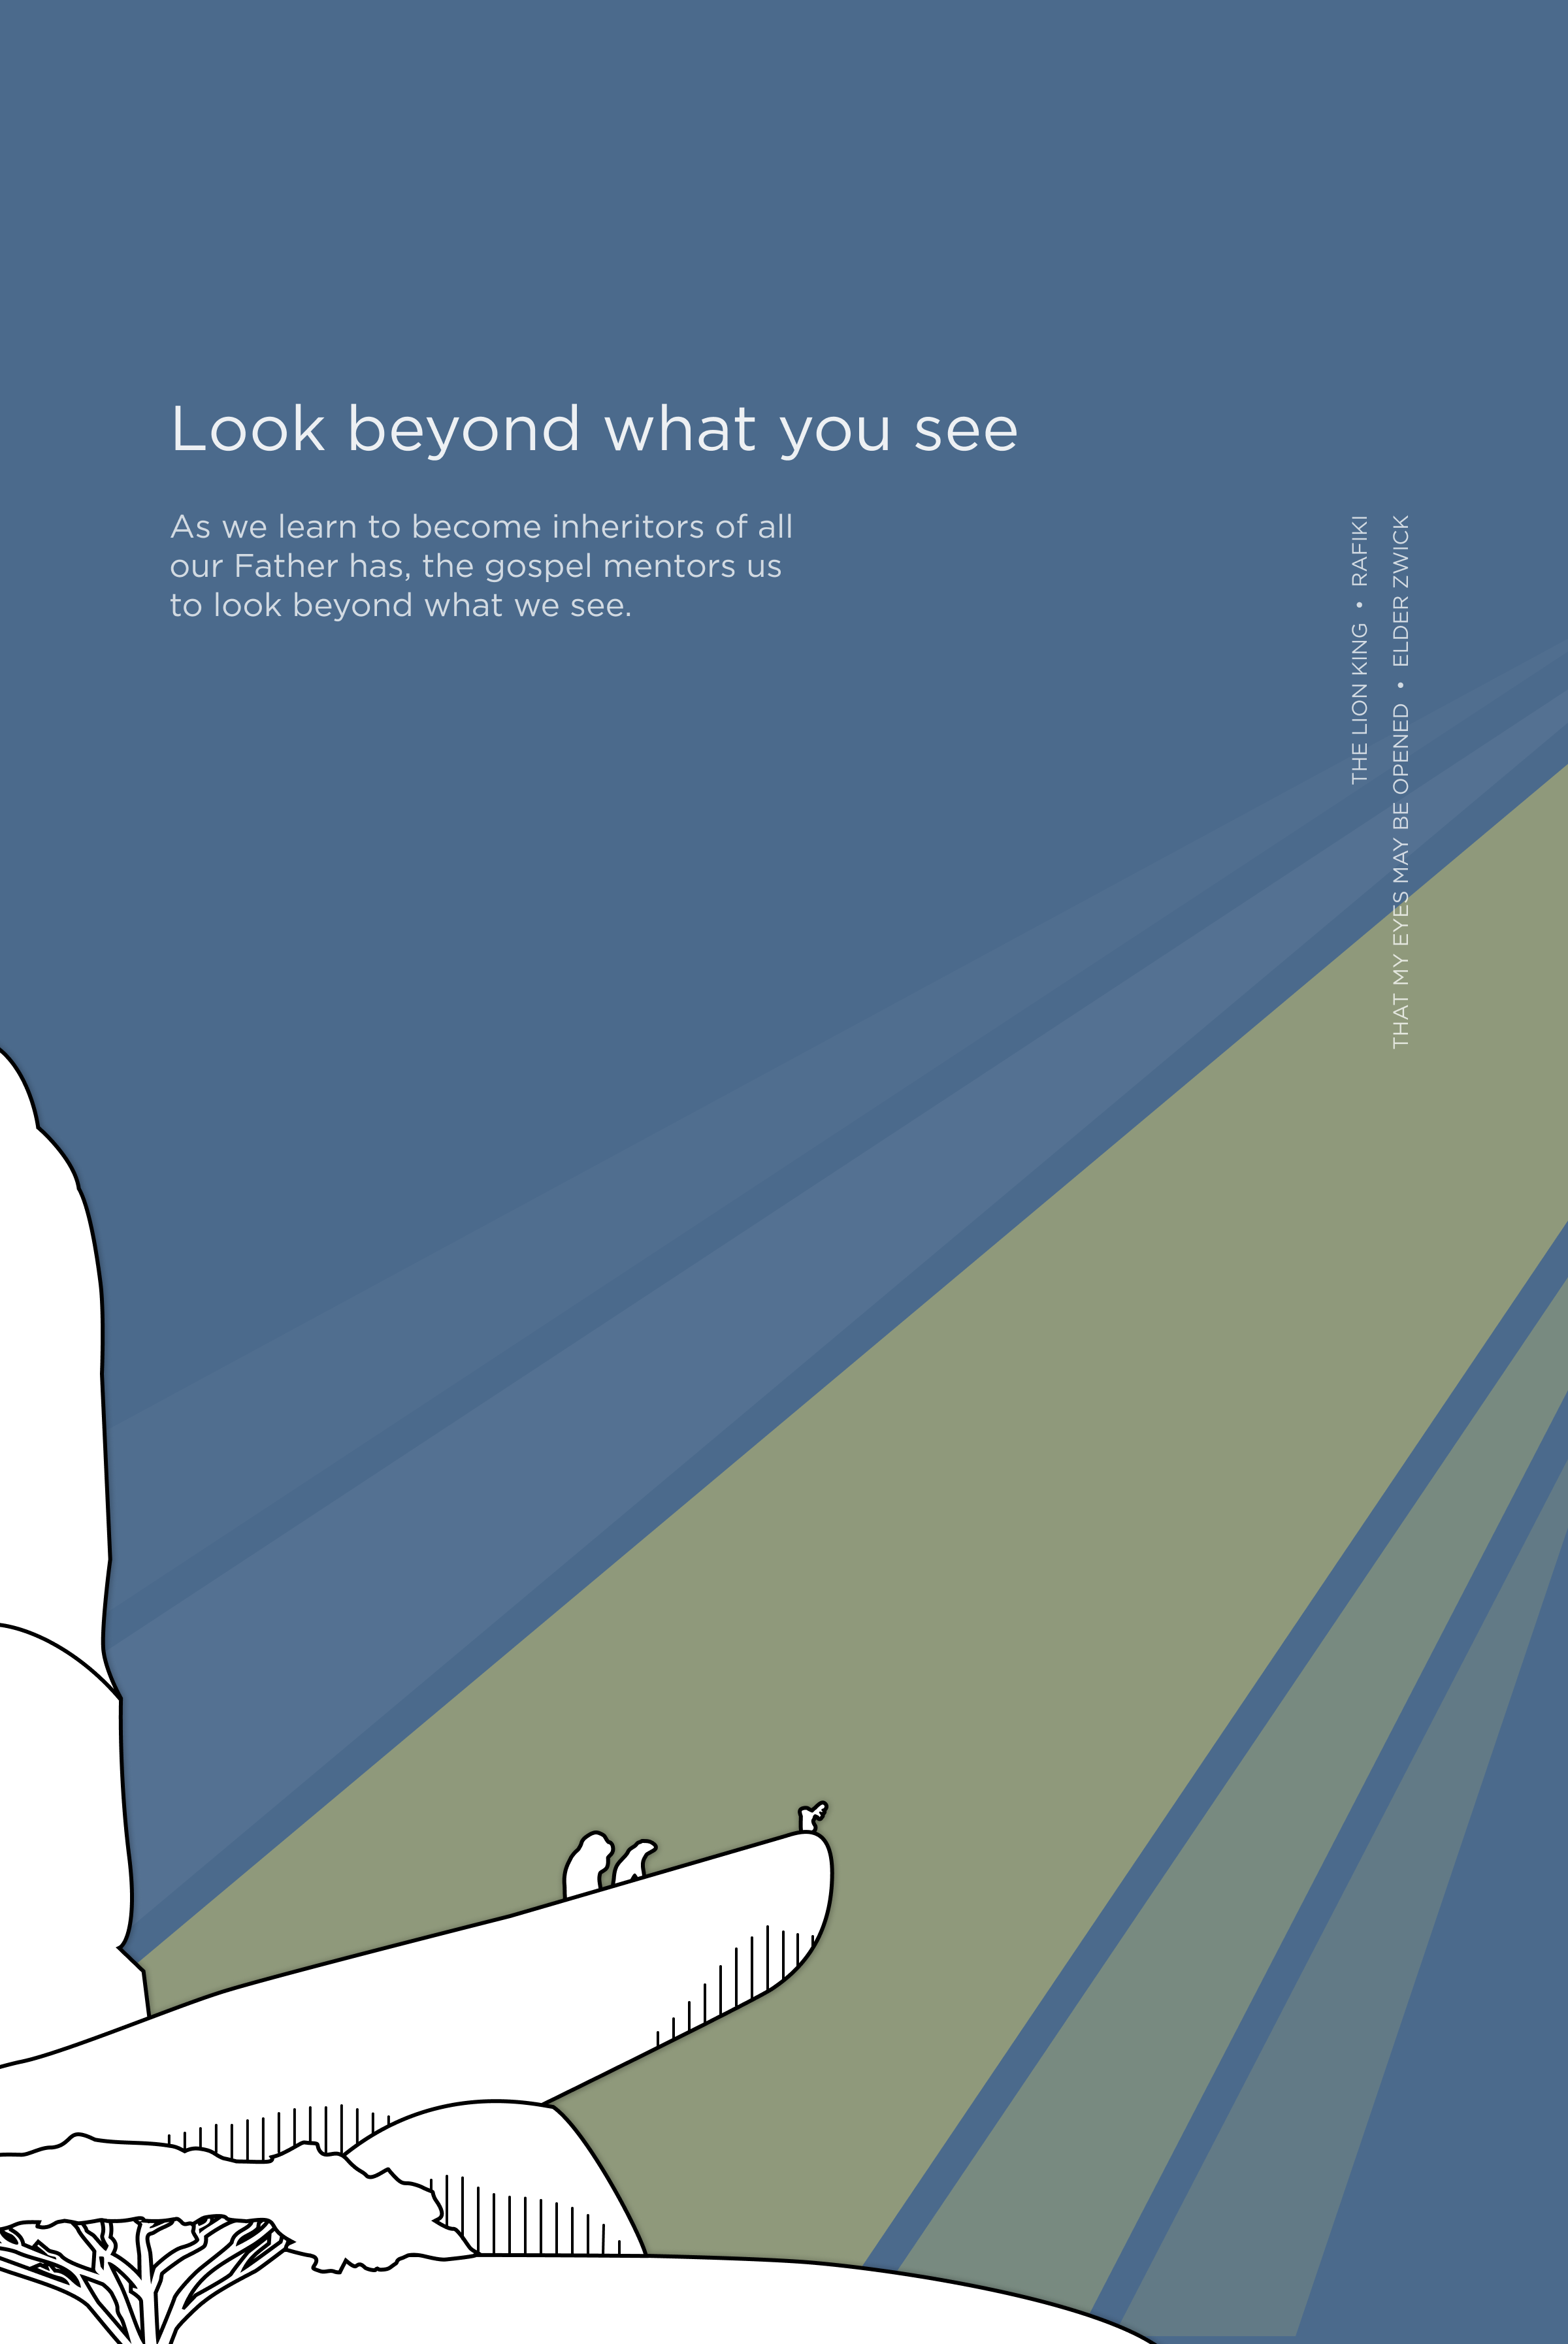 Look beyond what you see
As we learn to become inheritors of all
our Father has, the gospel mentors us
to look beyond what we see.
THE LION KING • RAFIKI
THAT MY EYES MAY BE OPENED • ELDER ZWICK